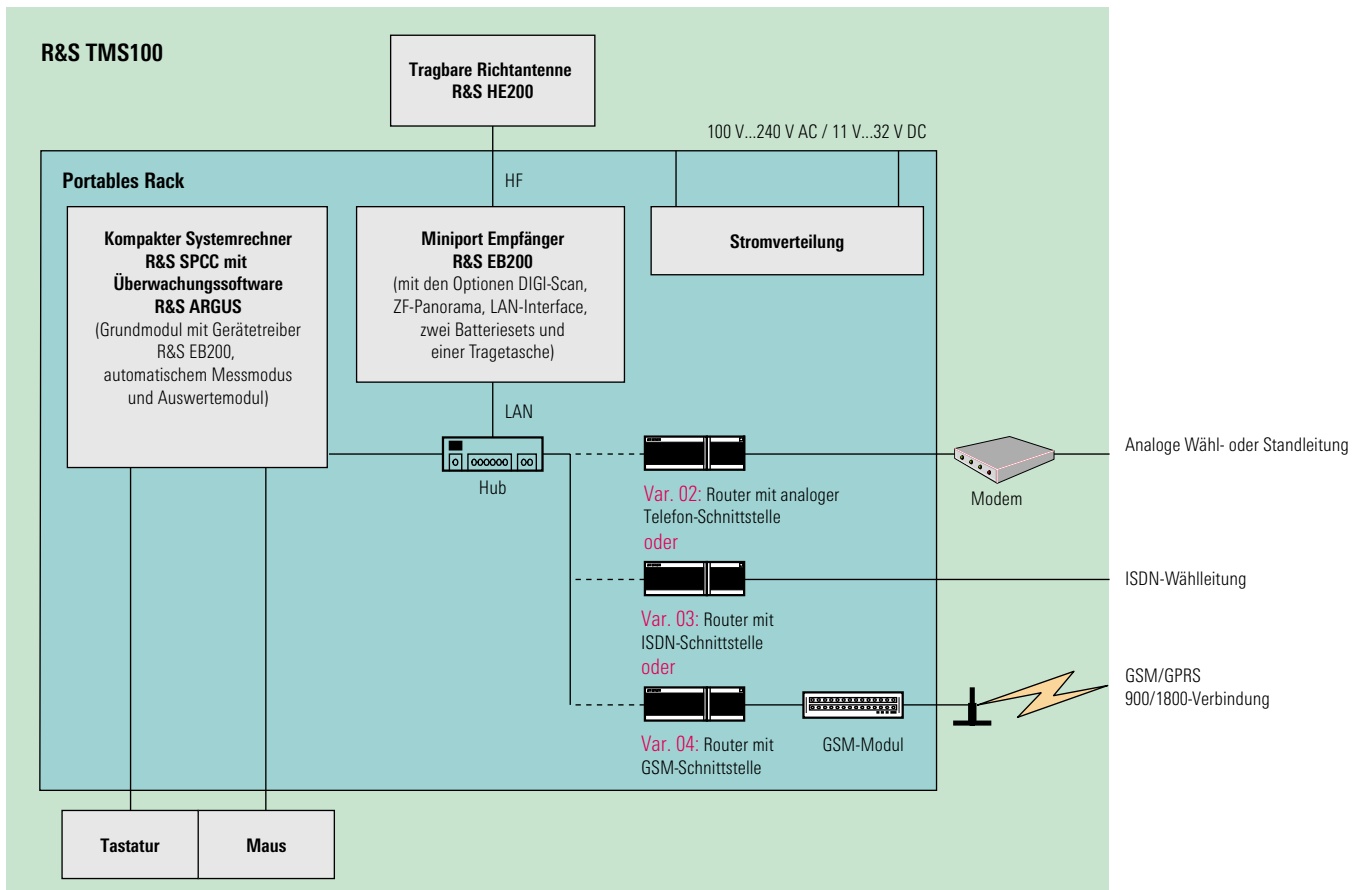 R&S TMS100
Tragbare Richtantenne
R&S HE200
100 V...240 V AC / 11 V...32 V DC
Portables Rack
HF
Kompakter Systemrechner
R&S SPCC mit
Überwachungssoftware
R&S ARGUS
(Grundmodul mit Gerätetreiber
R&S EB200,
automatischem Messmodus
und Auswertemodul)
Miniport Empfänger
R&S EB200
(mit den Optionen DIGI-Scan,
ZF-Panorama, LAN-Interface,
zwei Batteriesets und
einer Tragetasche)
Stromverteilung
LAN
Hub
Var. 02: Router mit analoger
Telefon-Schnittstelle
oder
Modem
Analoge Wähl- oder Standleitung
Var. 03: Router mit
ISDN-Schnittstelle
oder
ISDN-Wählleitung
Var. 04: Router mit
GSM-Schnittstelle
GSM-Modul
GSM/GPRS
900/1800-Verbindung
Tastatur
Maus